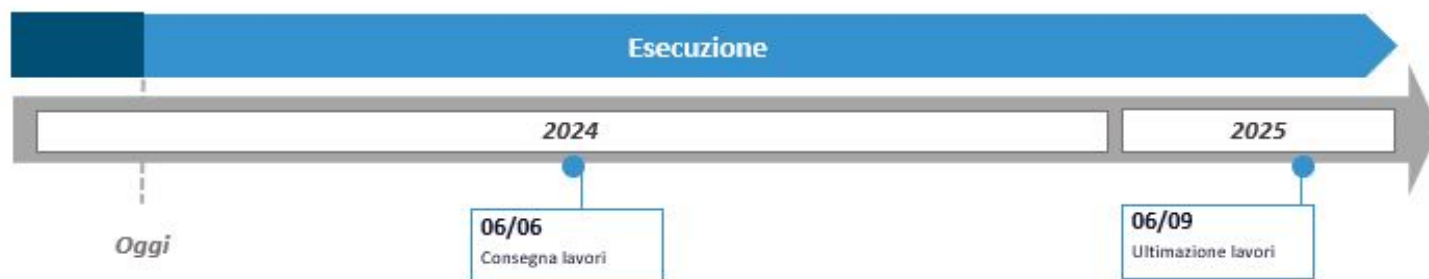 Esecuzione
2024
2025
Oggi
06/06
Consegna lavori
06/09
Ultimazione lavori